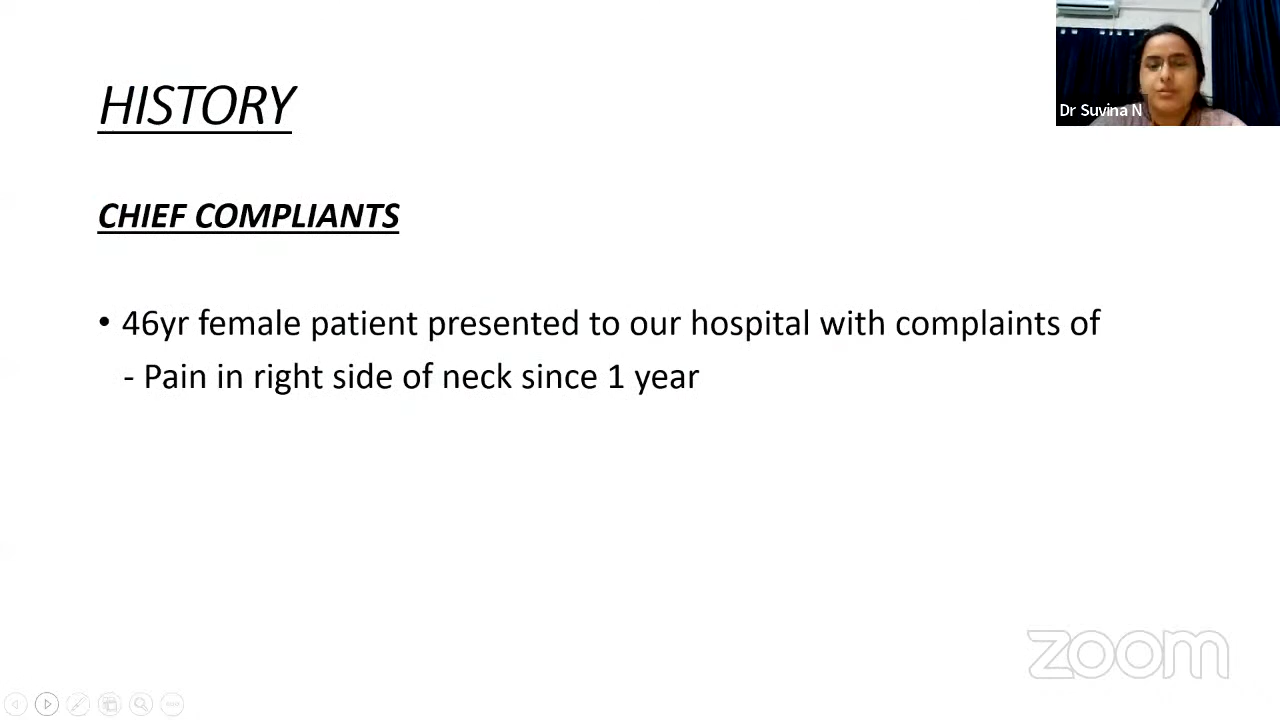 HISTORY
Dr Suvina N
CHIEF COMPLIANTS
• 46yr female patient presented to our hospital with complaints of
- Pain in right side of neck since 1 year
zoom